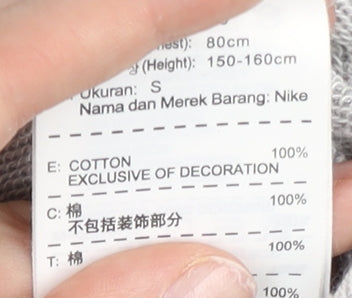 80cm
(Height): 150-160cm
Ukuran: S
Nama dan Merek Barang: Nike
E: COTTON 100%
EXCLUSIVE OF DECORATION
C: 棉 100%
不包括装饰部分
T: 棉 100%
100%